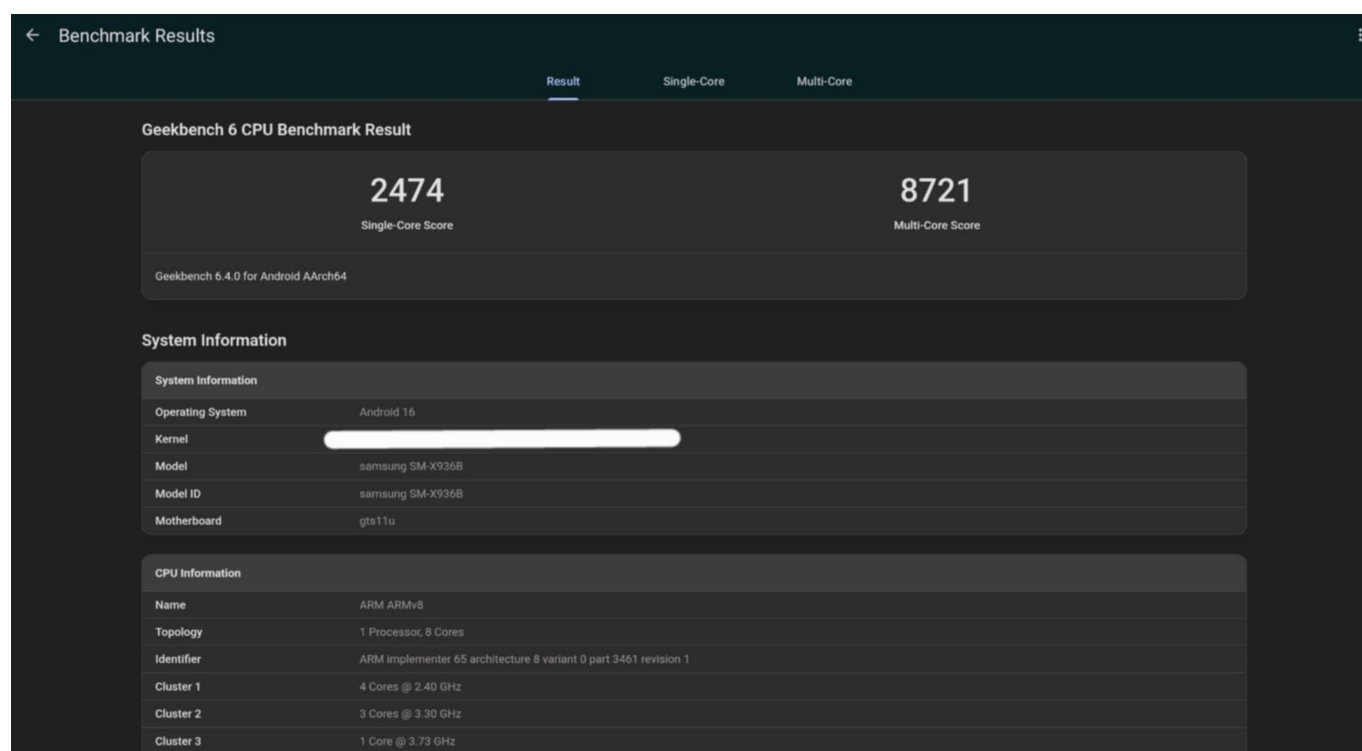 Benchmark Results
Result Single-Core Multi-Core
Geekbench 6 CPU Benchmark Result
2474 8721
Single-Core Score Multi-Core Score
Geekbench 6.4.0 for Android AArch64
System Information
System Information
Operating System Android 16
Kernel
Model samsung SM-X936B
Model ID samsung SM-X936B
Motherboard gts11u
CPU Information
Name ARM ARMv8
Topology 1 Processor, 8 Cores
Identifier ARM implementer 65 architecture 8 variant 0 part 3461 revision 1
Cluster 1 4 Cores @ 2.40 GHz
Cluster 2 3 Cores @ 3.30 GHz
Cluster 3 1 Core @ 3.73 GHz